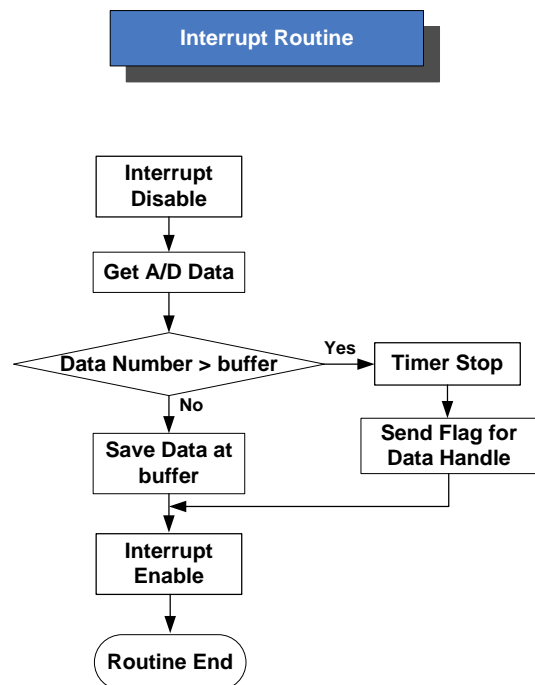 Interrupt Routine
Interrupt
Disable
Get A/D Data
Data Number > buffer
Yes
Timer Stop
No
Save Data at
buffer
Send Flag for
Data Handle
Interrupt
Enable
Routine End